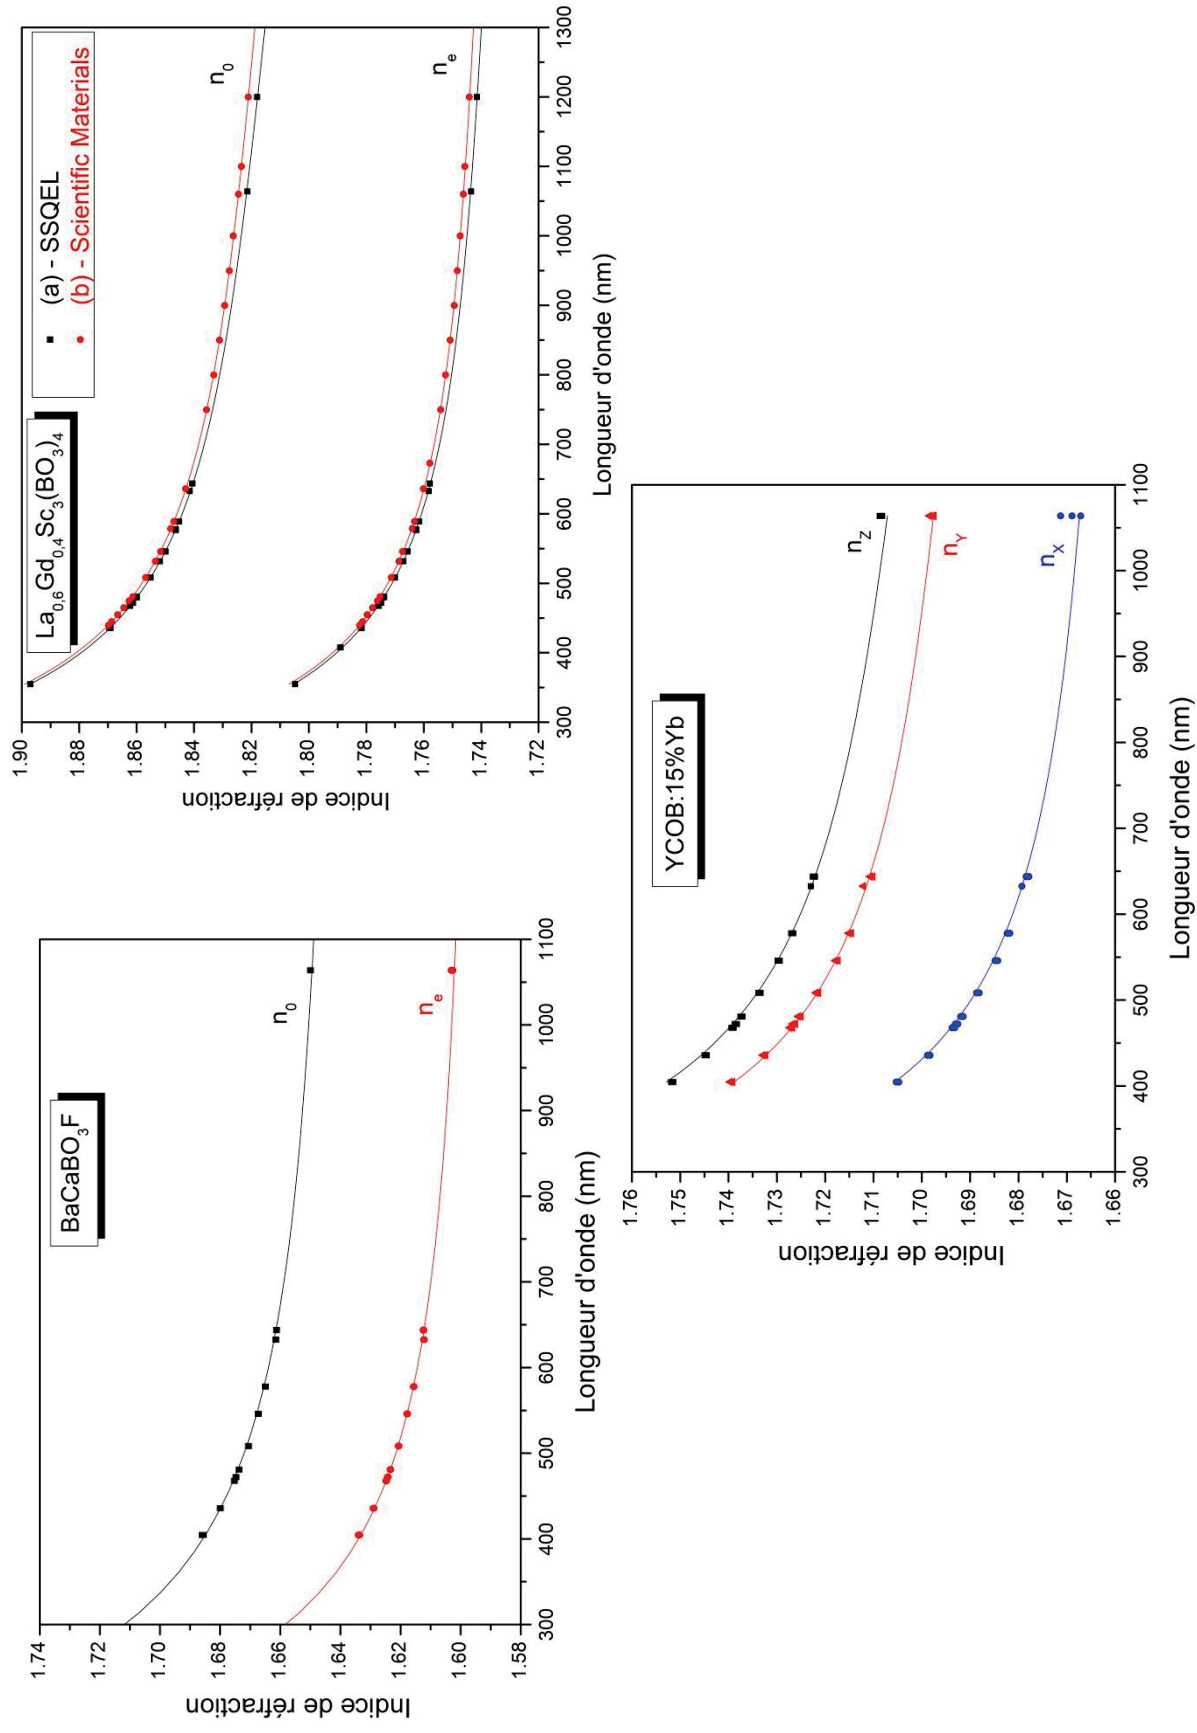 BaCaBO3F
Indice de réfraction
1.74
1.72
1.70
1.68
1.66
1.64
1.62
1.60
1.58
n0
ne
300 400 500 600 700 800 900 1000 1100
Longueur d'onde (nm)
La0,6Gd0,4Sc3(BO3)4
(a) - SSQEL
(b) - Scientific Materials
Indice de réfraction
1.90
1.88
1.86
1.84
1.82
1.80
1.78
1.76
1.74
1.72
n0
ne
300 400 500 600 700 800 900 1000 1100 1200 1300
Longueur d'onde (nm)
YCOB:15%Yb
Indice de réfraction
1.76
1.75
1.74
1.73
1.72
1.71
1.70
1.69
1.68
1.67
1.66
nZ
nY
nX
300 400 500 600 700 800 900 1000 1100
Longueur d'onde (nm)